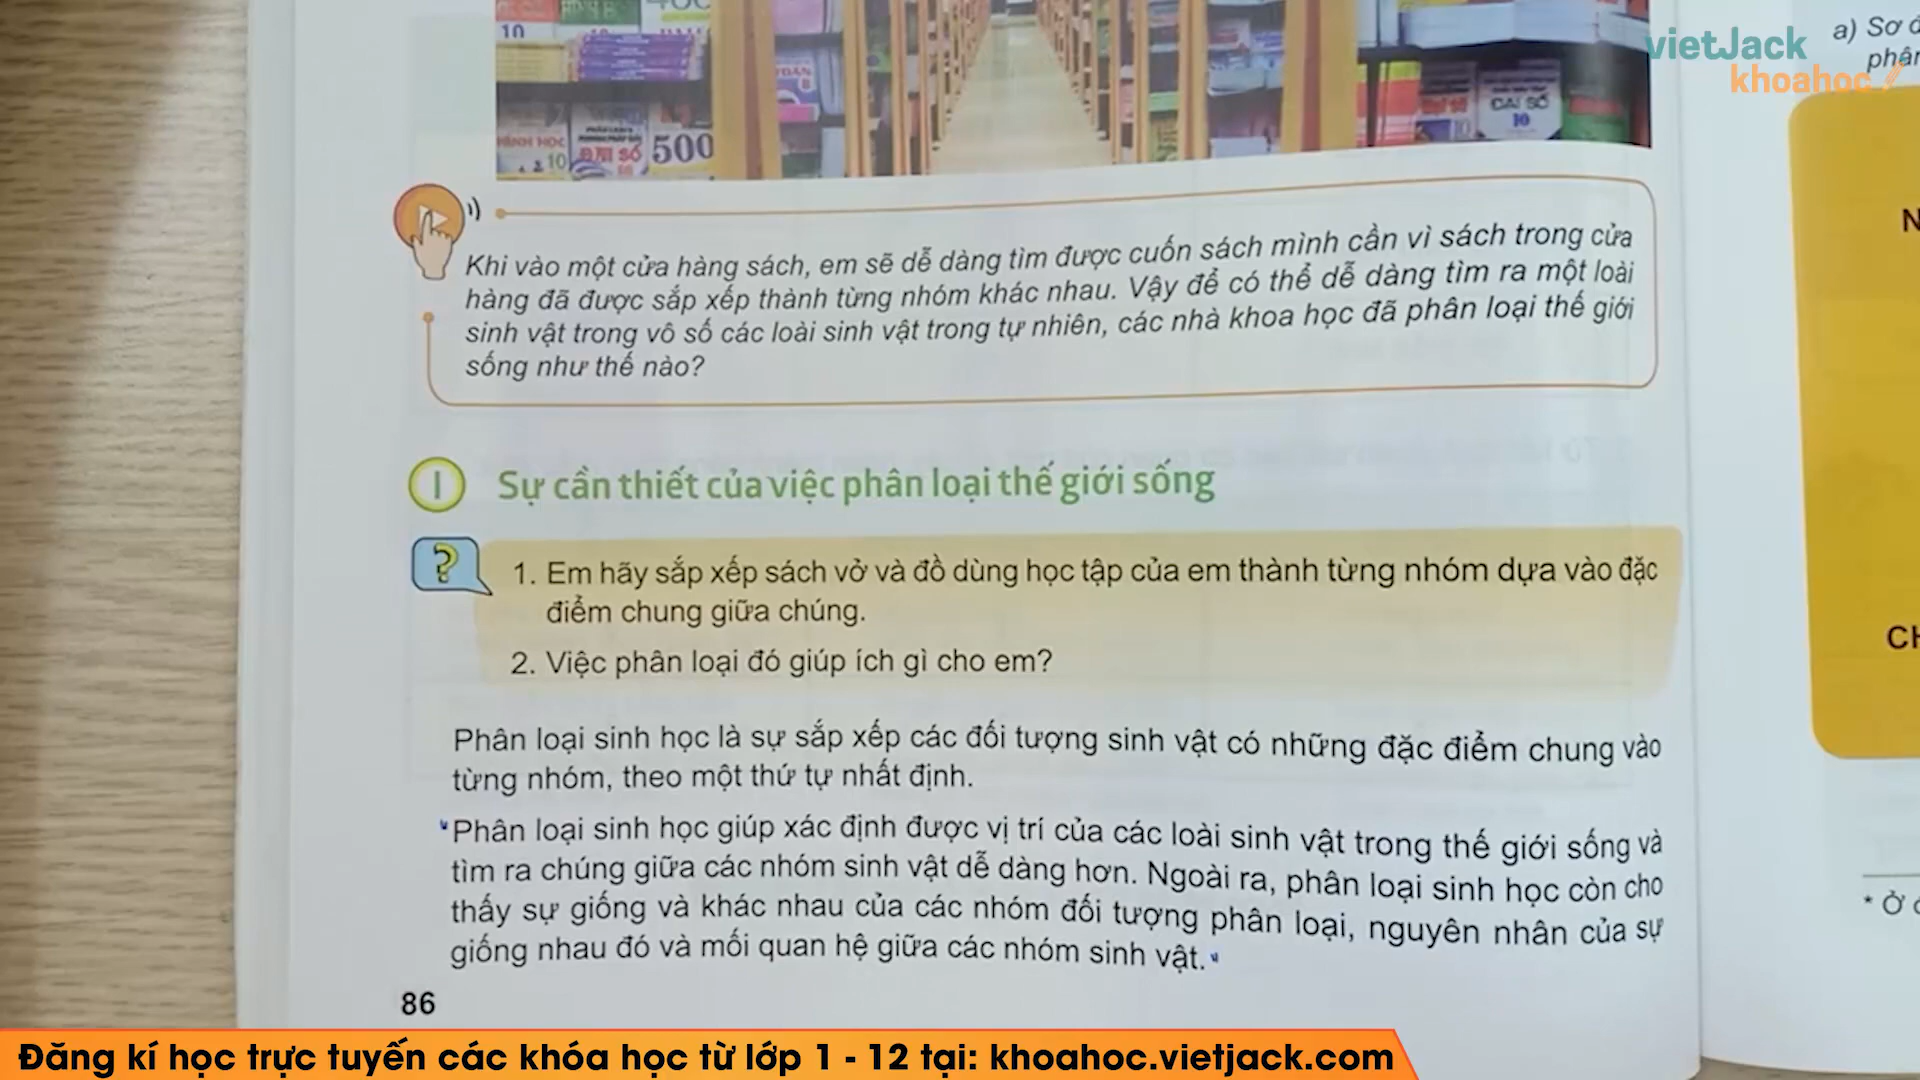 10
HÌNH HỌC
10
ĐẠI SỐ
500
8
ĐẠI SỐ
10
vietJack
khoahoc
a) Sơ
Khi vào một cửa hàng sách, em sẽ dễ dàng tìm được cuốn sách mình cần vì sách trong cửa
hàng đã được sắp xếp thành từng nhóm khác nhau. Vậy để có thể dễ dàng tìm ra một loài
sinh vật trong vô số các loài sinh vật trong tự nhiên, các nhà khoa học đã phân loại thế giới
sống như thế nào?
I Sự cần thiết của việc phân loại thế giới sống
?
1. Em hãy sắp xếp sách vở và đồ dùng học tập của em thành từng nhóm dựa vào đặc
điểm chung giữa chúng.
2. Việc phân loại đó giúp ích gì cho em?
Phân loại sinh học là sự sắp xếp các đối tượng sinh vật có những đặc điểm chung vào
từng nhóm, theo một thứ tự nhất định.
"Phân loại sinh học giúp xác định được vị trí của các loài sinh vật trong thế giới sống và
tìm ra chúng giữa các nhóm sinh vật dễ dàng hơn. Ngoài ra, phân loại sinh học còn cho
thấy sự giống và khác nhau của các nhóm đối tượng phân loại, nguyên nhân của sự
giống nhau đó và mối quan hệ giữa các nhóm sinh vật."
86
* Ở
Đăng kí học trực tuyến các khóa học từ lớp 1 - 12 tại: khoahoc.vietjack.com